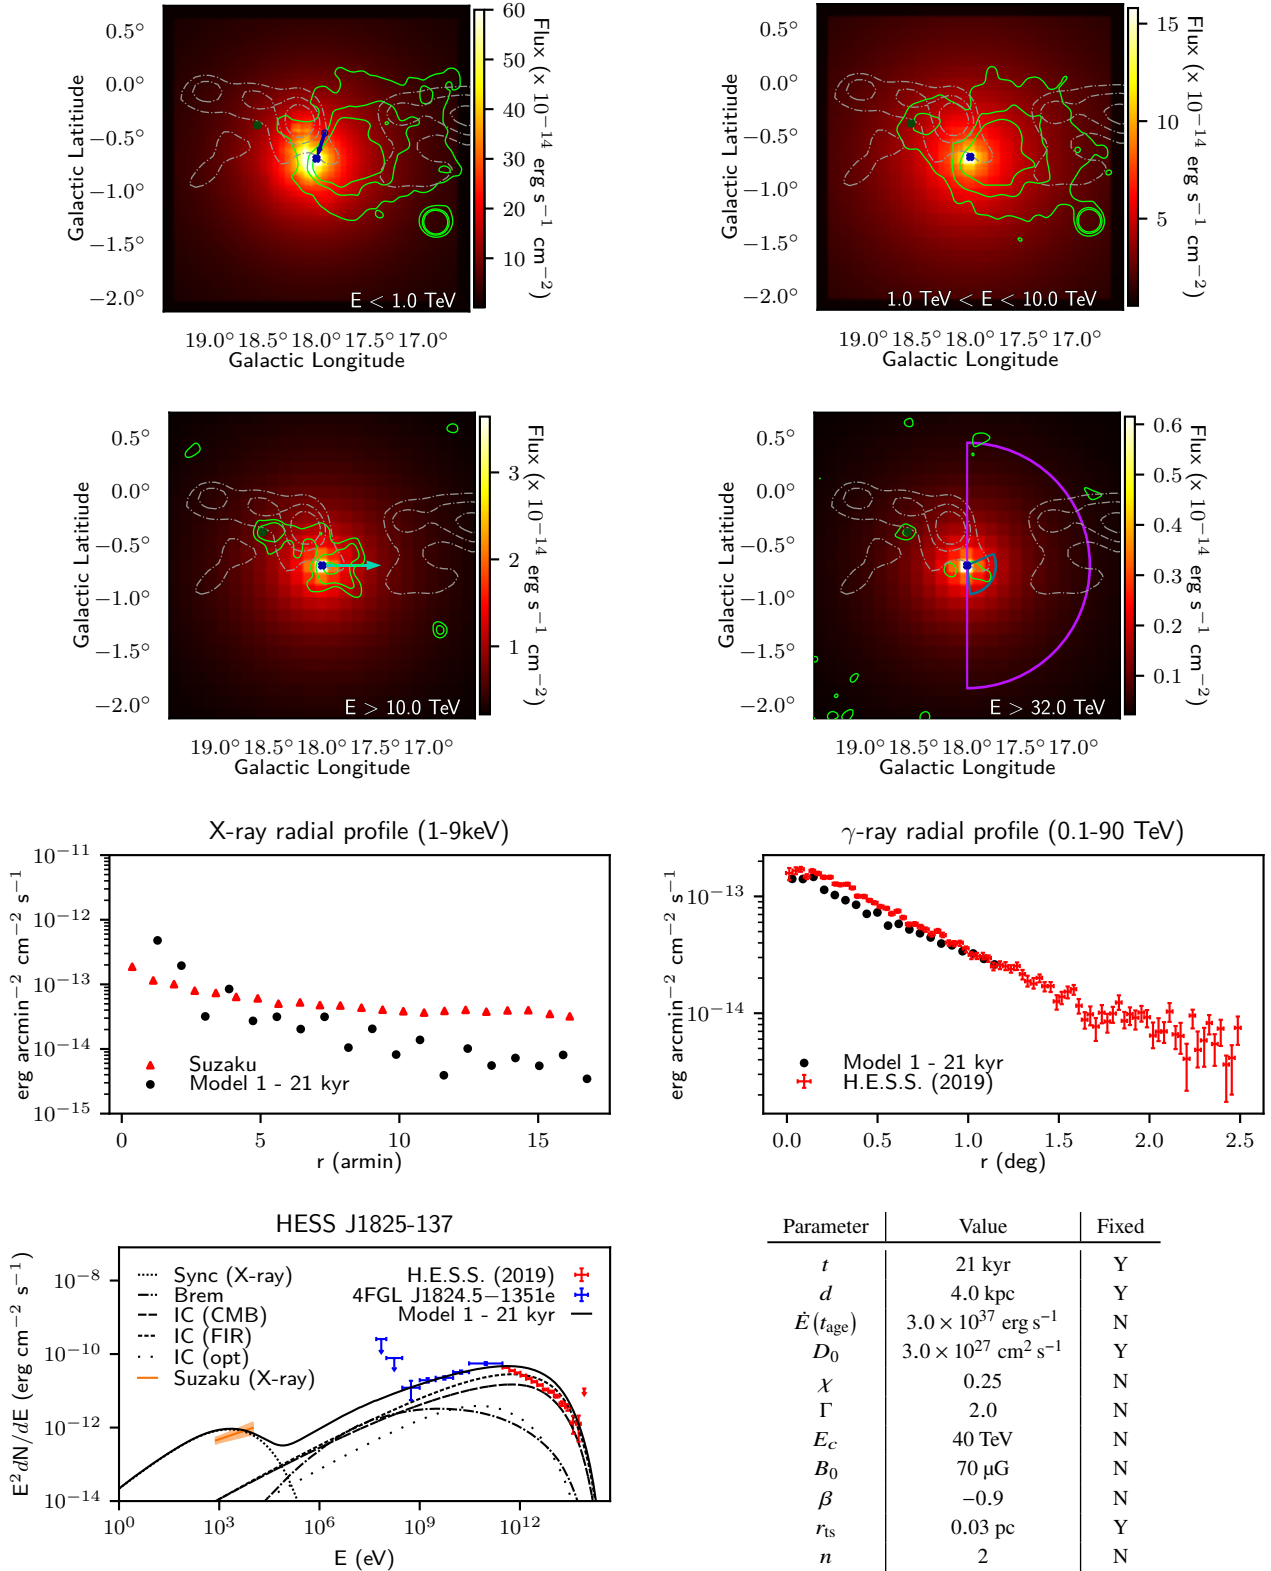 0.5°
0.0°
−0.5°
−1.0°
−1.5°
−2.0°
Galactic Latitiude
E < 1.0 TeV
19.0° 18.5° 18.0° 17.5° 17.0°
Galactic Longitude
60
50
40
30
20
10
Flux (× 10−14 erg s−1 cm−2)
0.5°
0.0°
−0.5°
−1.0°
−1.5°
−2.0°
Galactic Latitiude
1.0 TeV < E < 10.0 TeV
19.0° 18.5° 18.0° 17.5° 17.0°
Galactic Longitude
15
10
5
Flux (× 10−14 erg s−1 cm−2)
0.5°
0.0°
−0.5°
−1.0°
−1.5°
−2.0°
Galactic Latitiude
E > 10.0 TeV
19.0° 18.5° 18.0° 17.5° 17.0°
Galactic Longitude
3
2
1
Flux (× 10−14 erg s−1 cm−2)
0.5°
0.0°
−0.5°
−1.0°
−1.5°
−2.0°
Galactic Latitiude
E > 32.0 TeV
19.0° 18.5° 18.0° 17.5° 17.0°
Galactic Longitude
0.6
0.5
0.4
0.3
0.2
0.1
Flux (× 10−14 erg s−1 cm−2)
X-ray radial profile (1-9keV)
10−11
10−12
10−13
10−14
10−15
erg arcmin−2 cm−2 s−1
Suzaku
Model 1 - 21 kyr
0 5 10 15
r (armin)
γ-ray radial profile (0.1-90 TeV)
10−13
10−14
erg arcmin−2 cm−2 s−1
Model 1 - 21 kyr
H.E.S.S. (2019)
0.0 0.5 1.0 1.5 2.0 2.5
r (deg)
HESS J1825-137
10−8
10−10
10−12
10−14
E2dN/dE (erg cm−2 s−1)
Sync (X-ray)
Brem
IC (CMB)
IC (FIR)
IC (opt)
Suzaku (X-ray)
H.E.S.S. (2019)
4FGL J1824.5−1351e
Model 1 - 21 kyr
100 103 106 109 1012
E (eV)
Parameter Value Fixed
t 21 kyr Y
d 4.0 kpc Y
Ė(tage) 3.0 × 1037 erg s−1 N
D0 3.0 × 1027 cm2 s−1 Y
χ 0.25 N
Γ 2.0 N
Ec 40 TeV N
B0 70 µG N
β −0.9 N
rts 0.03 pc Y
n 2 N